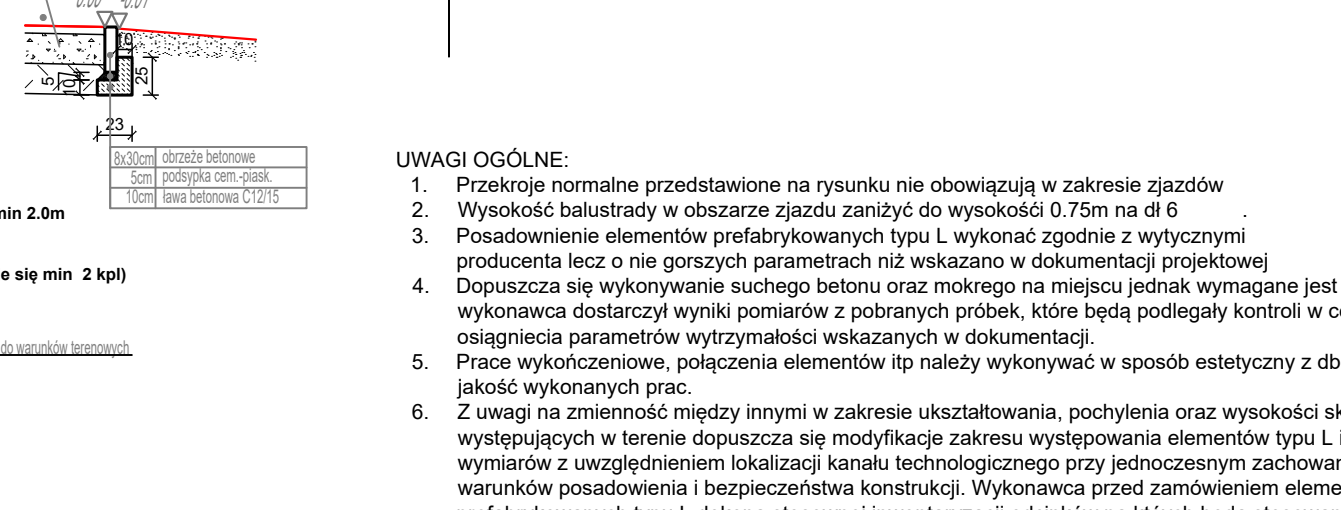 0.00 -0.01
10
5
10
25
23
8x30cm obrzeże betonowe
5cm podsypka cem.-piask.
10cm ława betonowa C12/15
min 2.0m
e się min 2 kpl)
do warunków terenowych
UWAGI OGÓLNE:
1. Przekroje normalne przedstawione na rysunku nie obowiązują w zakresie zjazdów
2. Wysokość balustrady w obszarze zjazdu zaniżyć do wysokośći 0.75m na dł 6 .
3. Posadownienie elementów prefabrykowanych typu L wykonać zgodnie z wytycznymi
producenta lecz o nie gorszych parametrach niż wskazano w dokumentacji projektowej
4. Dopuszcza się wykonywanie suchego betonu oraz mokrego na miejscu jednak wymagane jest
wykonawca dostarczył wyniki pomiarów z pobranych próbek, które będą podlegały kontroli w
osiągniecia parametrów wytrzymałości wskazanych w dokumentacji.
5. Prace wykończeniowe, połączenia elementów itp należy wykonywać w sposób estetyczny z db
jakość wykonanych prac.
6. Z uwagi na zmienność między innymi w zakresie ukształtowania, pochylenia oraz wysokości sk
występujących w terenie dopuszcza się modyfikacje zakresu występowania elementów typu L i
wymiarów z uwzględnieniem lokalizacji kanału technologicznego przy jednoczesnym zachowan
warunków posadowienia i bezpieczeństwa konstrukcji. Wykonawca przed zamówieniem eleme